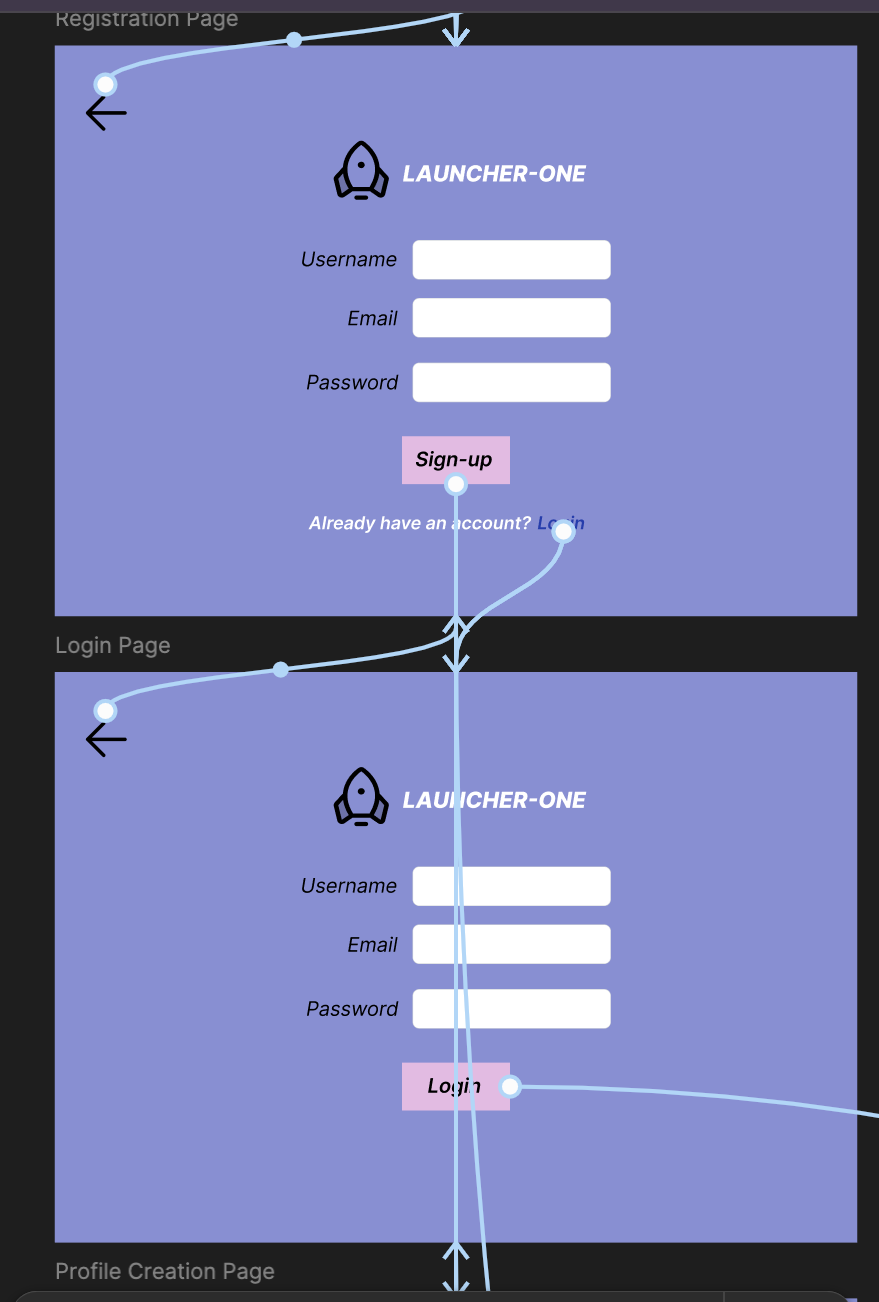 Registration Page
LAUNCHER-ONE
Username
Email
Password
Sign-up
Already have an account? Login
Login Page
LAUNCHER-ONE
Username
Email
Password
Login
Profile Creation Page